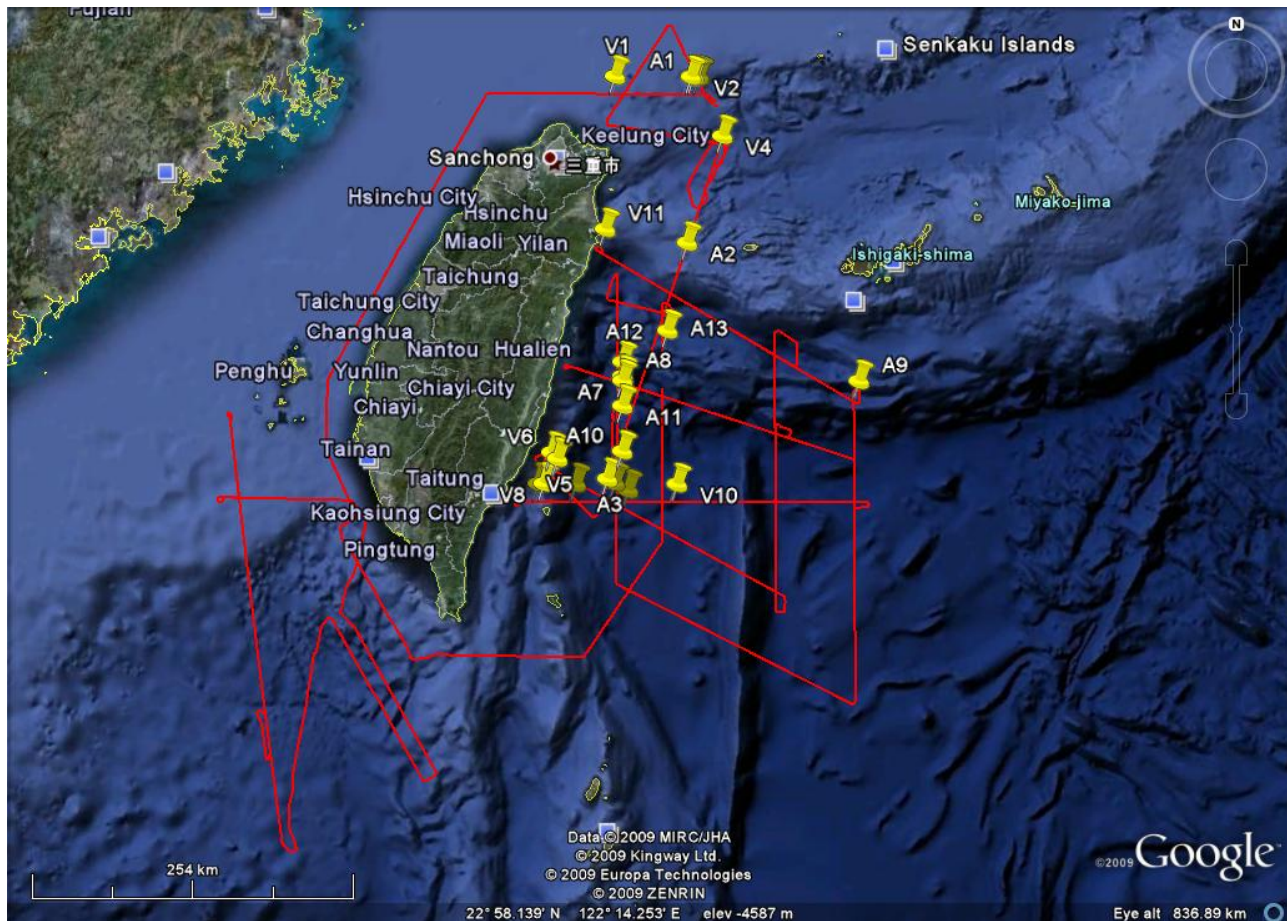 Fujian
N
V1
A1
Senkaku Islands
V2
Keelung City
V4
Sanchong
三重市
Hsinchu City
Hsinchu
Miyako-jima
V11
Miaoli
Yilan
A2
Ishigaki-shima
Taichung
Taichung City
Changhua
A12
A13
Nantou
Hualien
A8
Penghu
Yunlin
A9
Chiayi City
A7
Chiayi
A11
V6
A10
Tainan
Taitung
V8
V5
A3
V10
Kaohsiung City
Pingtung
Data © 2009 MIRC/JHA
© 2009 Kingway Ltd.
© 2009 Europa Technologies
© 2009 ZENRIN
©2009 Google™
254 km
22° 58.139' N 122° 14.253' E elev -4587 m
Eye alt 836.89 km